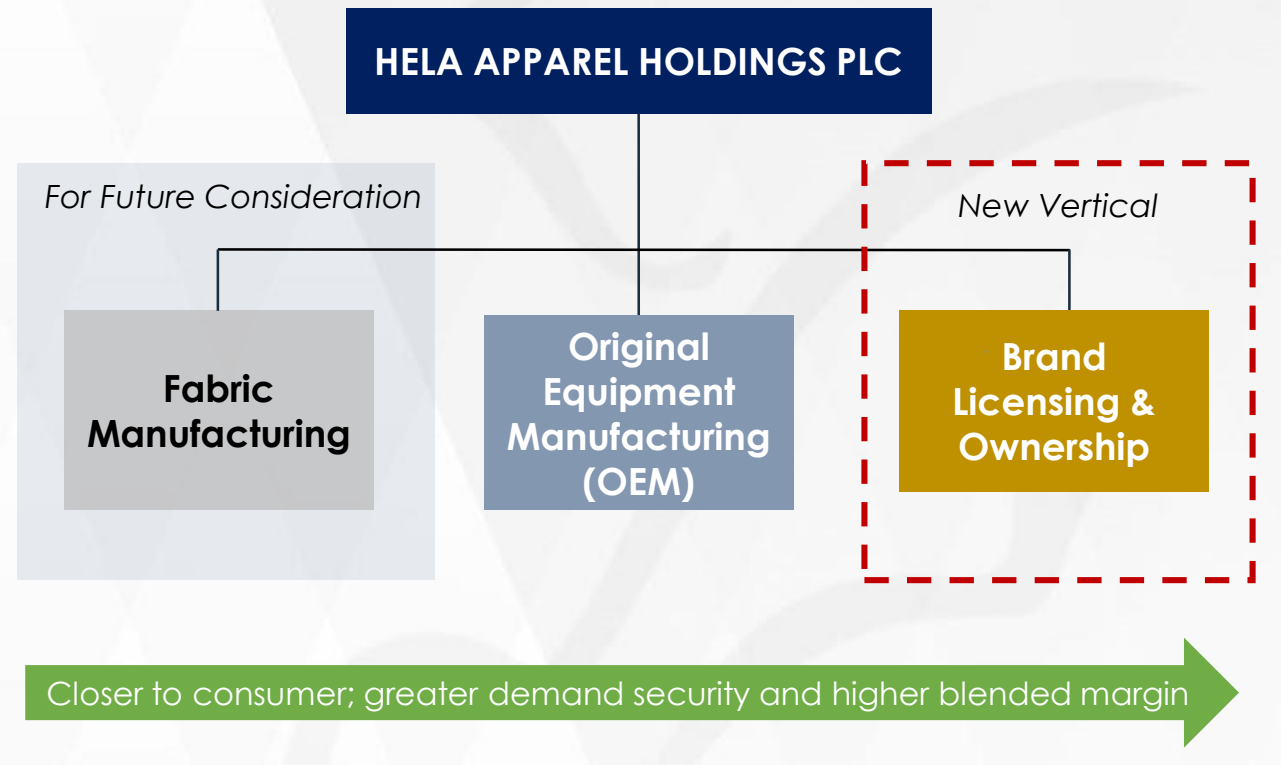 HELA APPAREL HOLDINGS PLC
For Future Consideration
New Vertical
Fabric
Manufacturing
Original
Equipment
Manufacturing
(OEM)
Brand
Licensing &
Ownership
Closer to consumer; greater demand security and higher blended margin